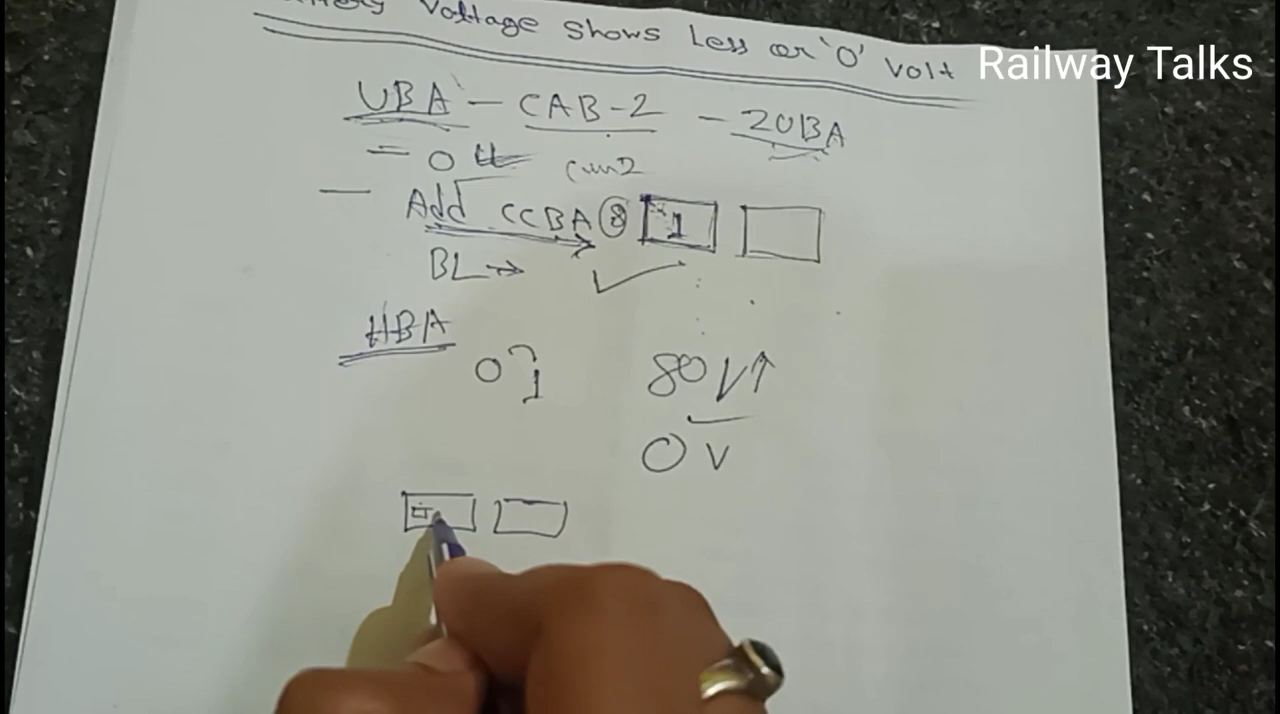 Voltage Shows Less or 'O' Volt
Railway Talks
UBA - CAB-2 - 20BA
= 0
Add CCBA 8 1
BL →
HBA
0 1 80V↑
0 V